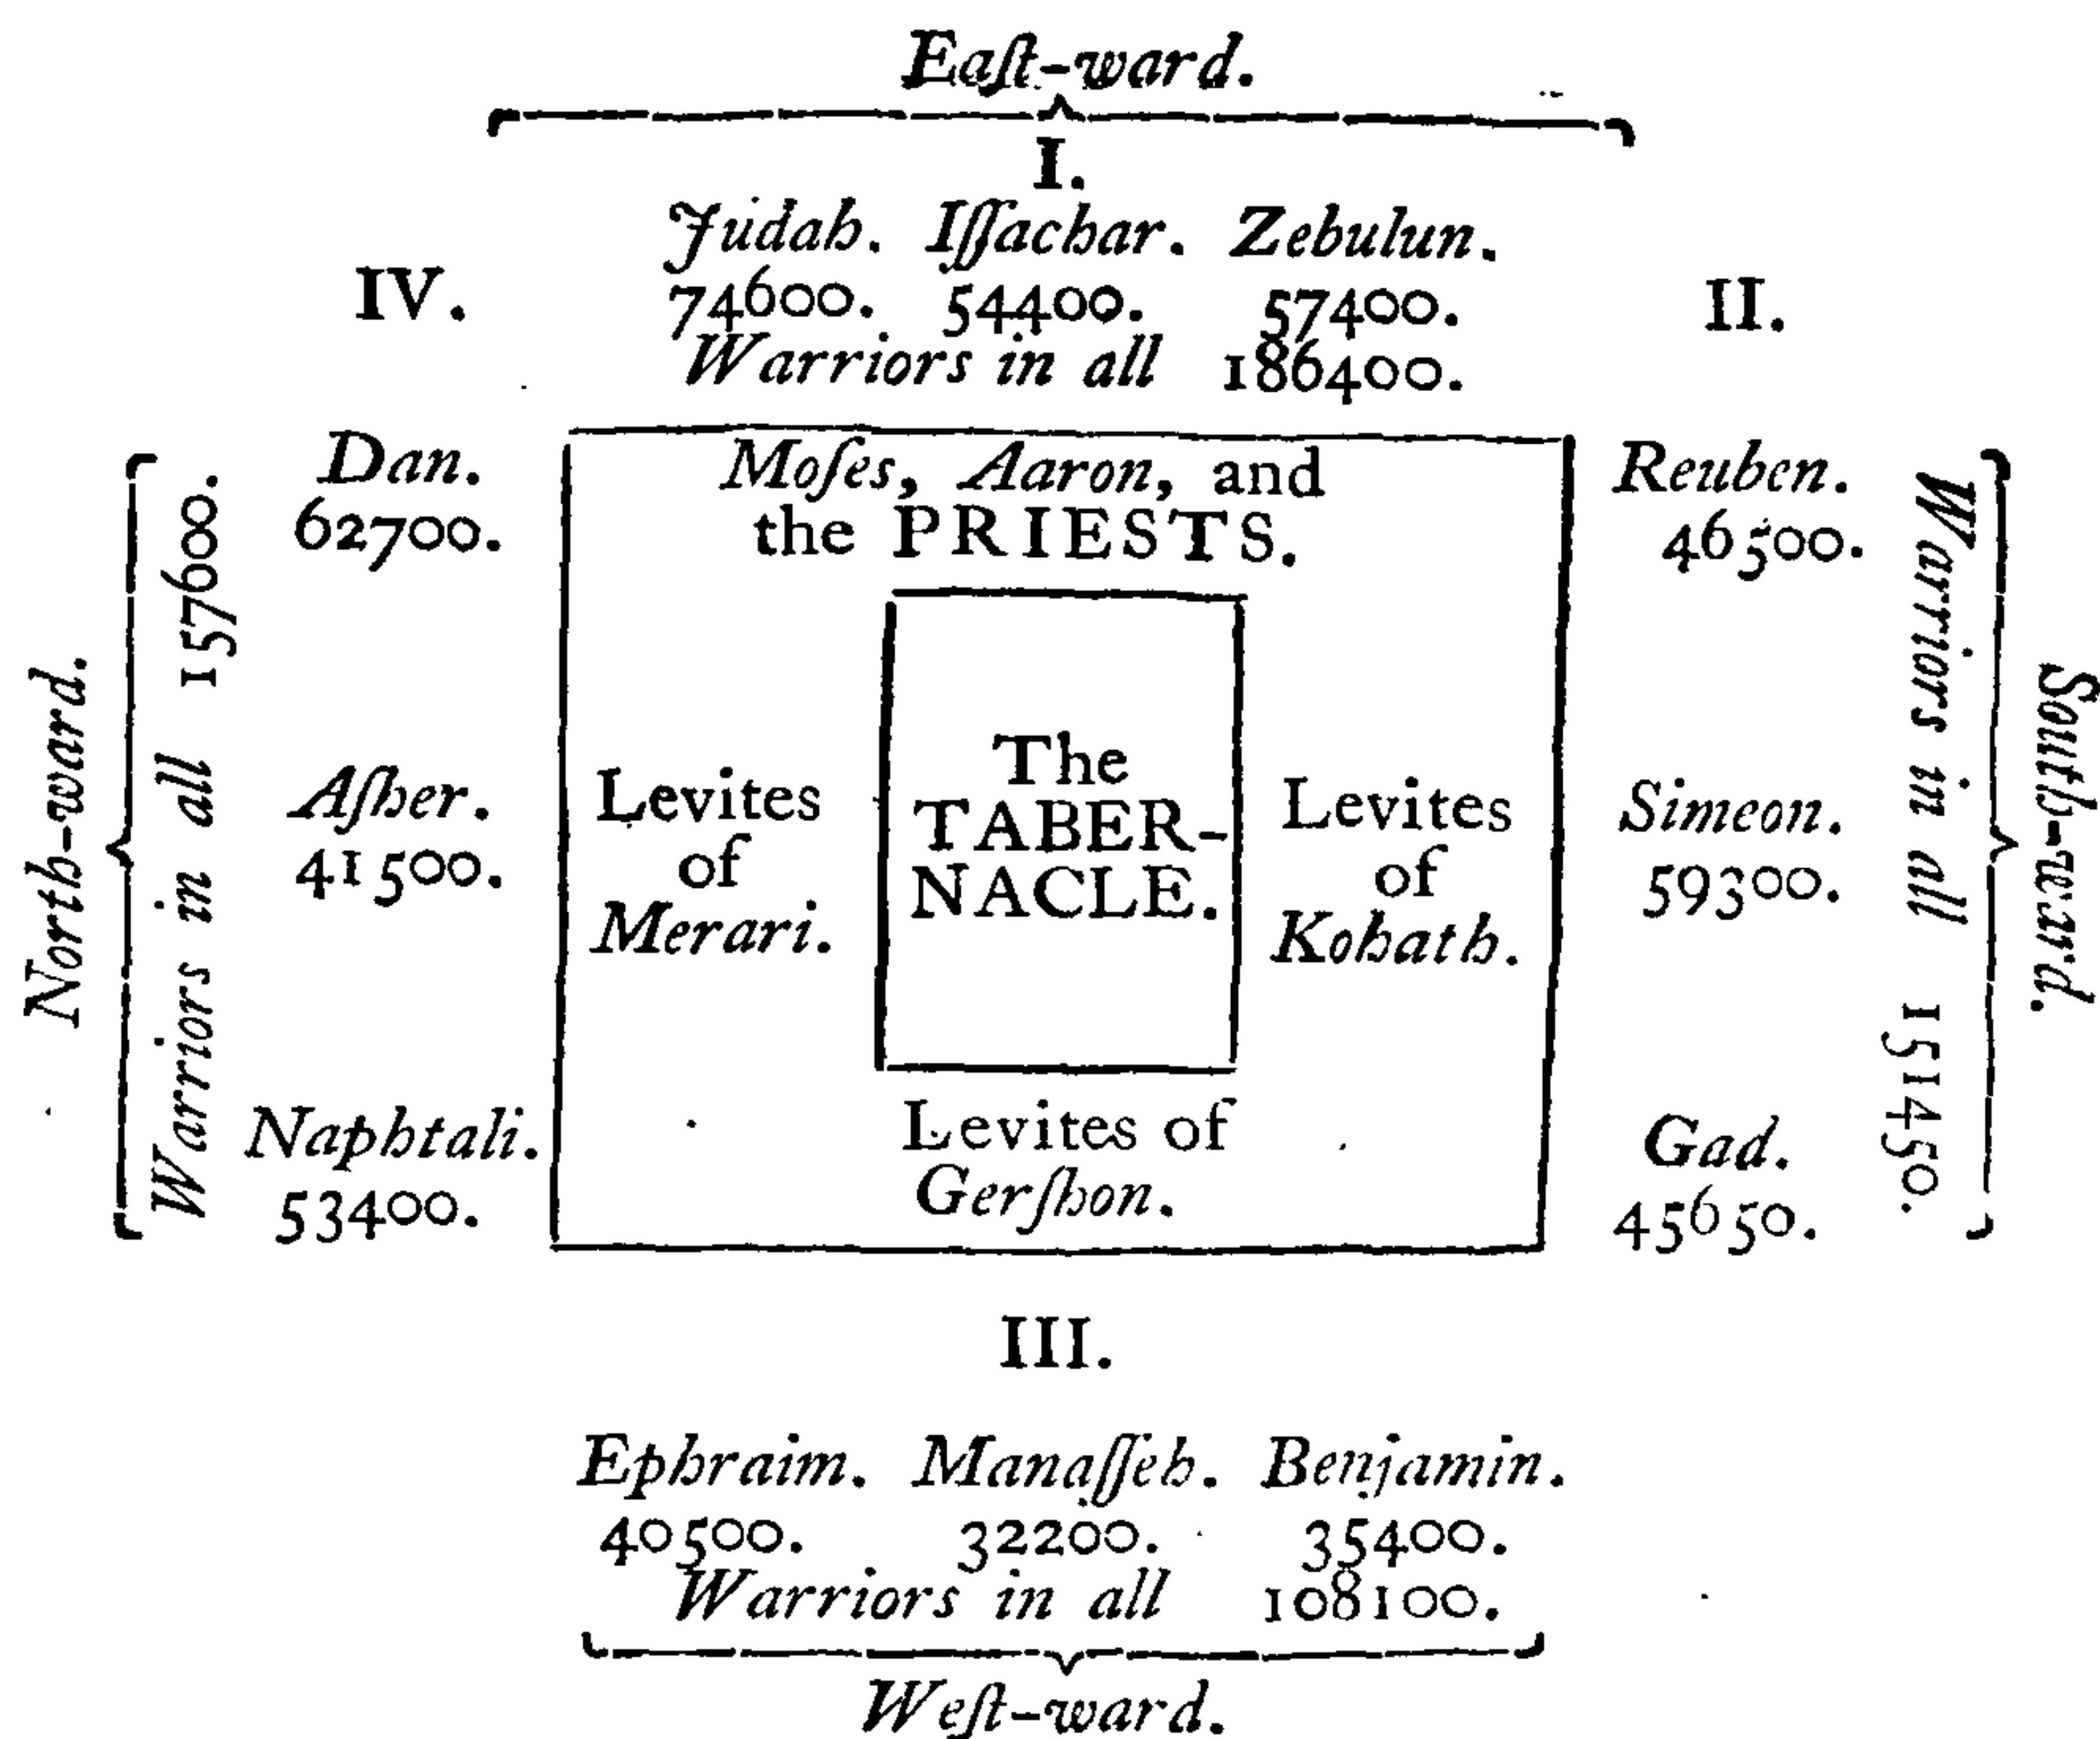 Eaſt-ward.
I.
Judah. Iſſachar. Zebulun.
IV.
74600. 54400. 57400.
II.
Warriors in all 186400.
North-ward.
Warriors in all 157600.
Dan.
62700.
Aſher.
41500.
Naphtali.
53400.
Moſes, Aaron, and
the PRIESTS.
Levites
of
Merari.
The
TABER-
NACLE.
Levites
of
Kohath.
Levites of
Gerſhon.
Reuben.
46500.
Simeon.
59300.
Gad.
45650.
Warriors in all 151450.
South-ward.
III.
Ephraim. Manaſſeh. Benjamin.
40500. 32200. 35400.
Warriors in all 108100.
Weſt-ward.